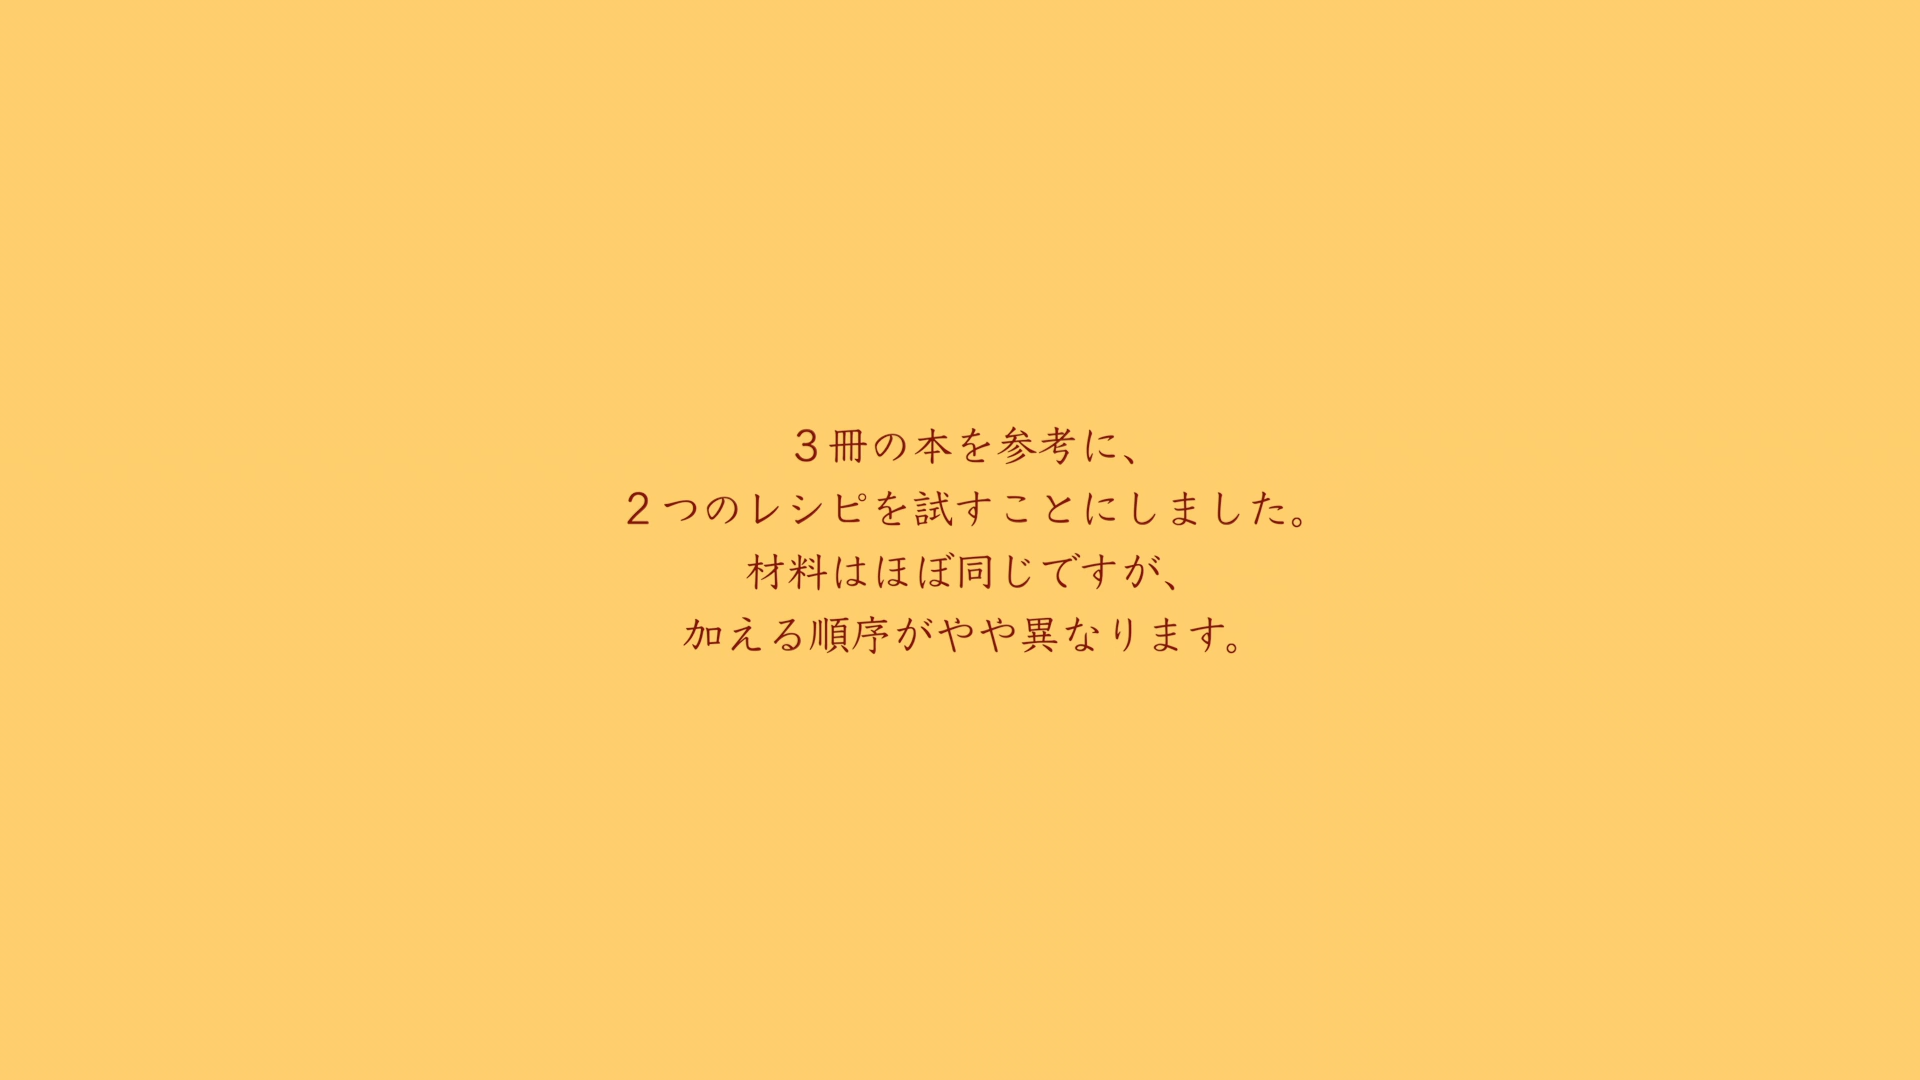 3冊の本を参考に、
2つのレシピを試すことにしました。
材料はほぼ同じですが、
加える順序がやや異なります。